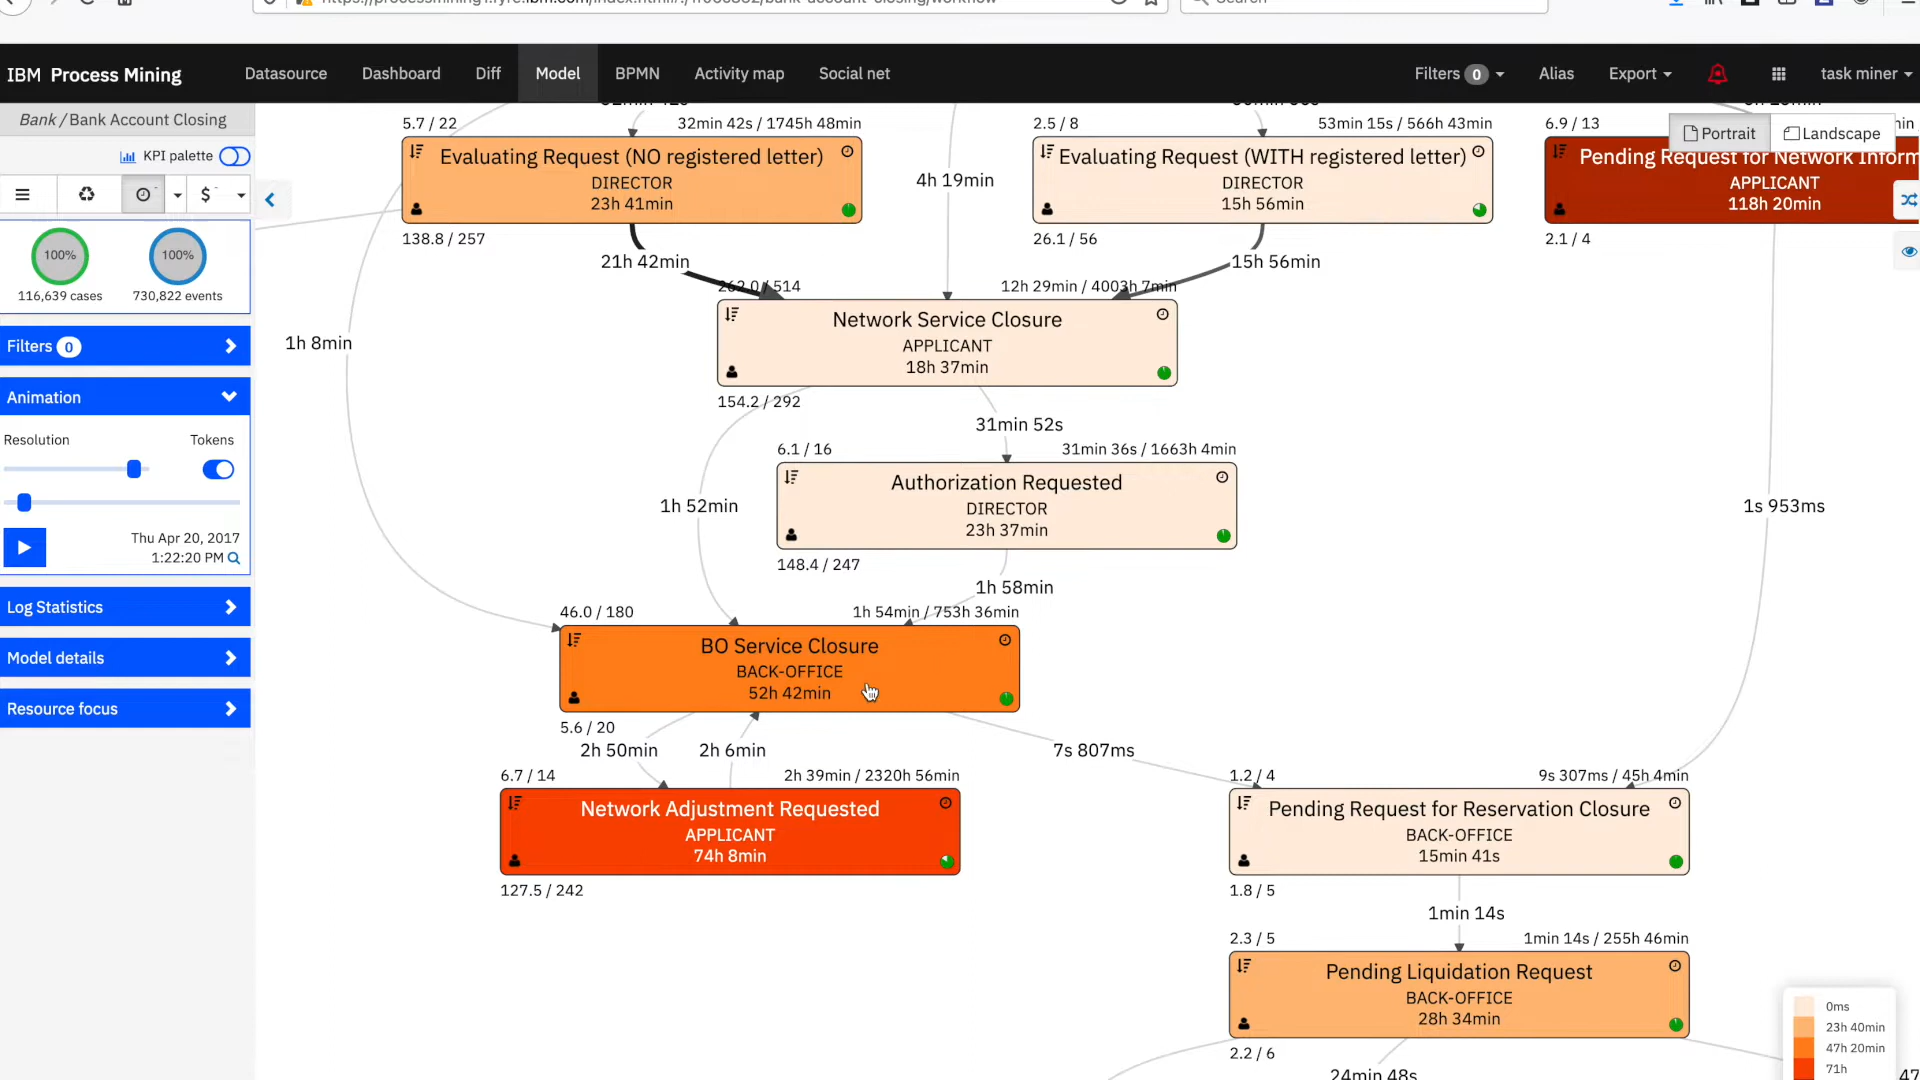 Search
IBM Process Mining
Datasource
Dashboard
Diff
Model
BPMN
Activity map
Social net
Filters 0
Alias
Export
task miner
Bank / Bank Account Closing
KPI palette
$
100%
100%
116,639 cases
730,822 events
Filters 0
Animation
Resolution
Tokens
Thu Apr 20, 2017
1:22:20 PM
Log Statistics
Model details
Resource focus
Portrait
Landscape
5.7 / 22
32min 42s / 1745h 48min
Evaluating Request (NO registered letter)
DIRECTOR
23h 41min
138.8 / 257
2.5 / 8
53min 15s / 566h 43min
Evaluating Request (WITH registered letter)
DIRECTOR
15h 56min
26.1 / 56
6.9 / 13
Pending Request for Network Inform
APPLICANT
118h 20min
2.1 / 4
4h 19min
21h 42min
15h 56min
262.0 / 514
12h 29min / 4003h 7min
Network Service Closure
APPLICANT
18h 37min
154.2 / 292
1h 8min
31min 52s
6.1 / 16
31min 36s / 1663h 4min
Authorization Requested
DIRECTOR
23h 37min
148.4 / 247
1h 52min
1s 953ms
1h 58min
46.0 / 180
1h 54min / 753h 36min
BO Service Closure
BACK-OFFICE
52h 42min
5.6 / 20
2h 50min
2h 6min
7s 807ms
6.7 / 14
2h 39min / 2320h 56min
Network Adjustment Requested
APPLICANT
74h 8min
127.5 / 242
1.2 / 4
9s 307ms / 45h 4min
Pending Request for Reservation Closure
BACK-OFFICE
15min 41s
1.8 / 5
1min 14s
2.3 / 5
1min 14s / 255h 46min
Pending Liquidation Request
BACK-OFFICE
28h 34min
2.2 / 6
24min 48s
0ms
23h 40min
47h 20min
71h
47